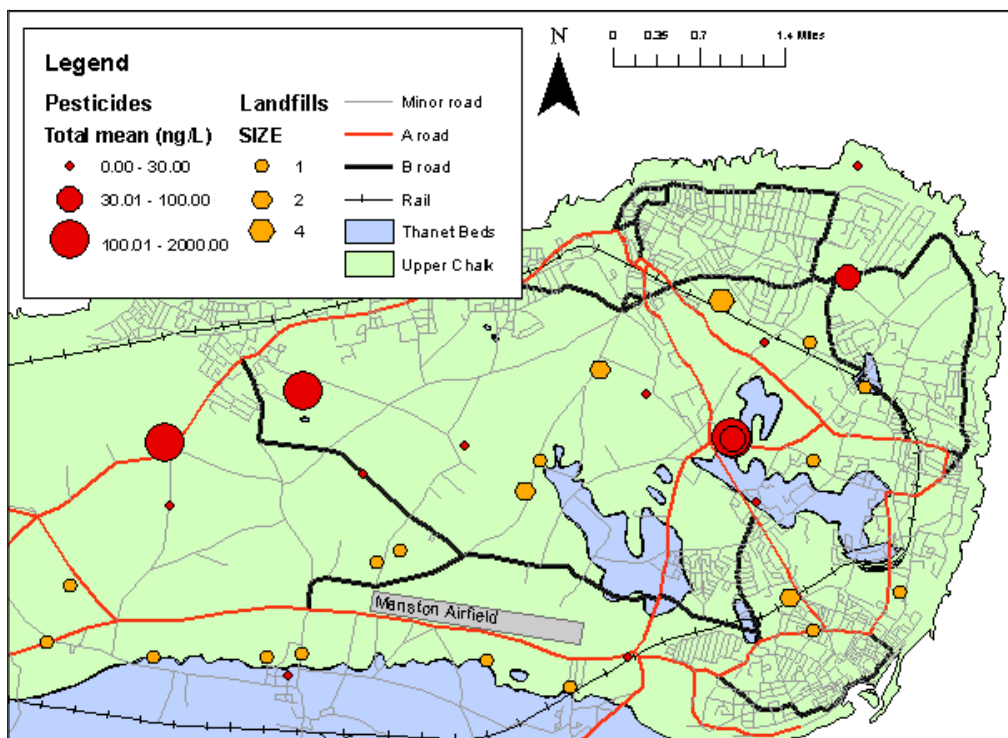 Legend
Pesticides
Total mean (ng/L)
0.00 - 30.00
30.01 - 100.00
100.01 - 2000.00
Landfills
SIZE
1
2
4
Minor road
A road
B road
Rail
Thanet Beds
Upper Chalk
N
0 0.35 0.7 1.4 Miles
Manston Airfield